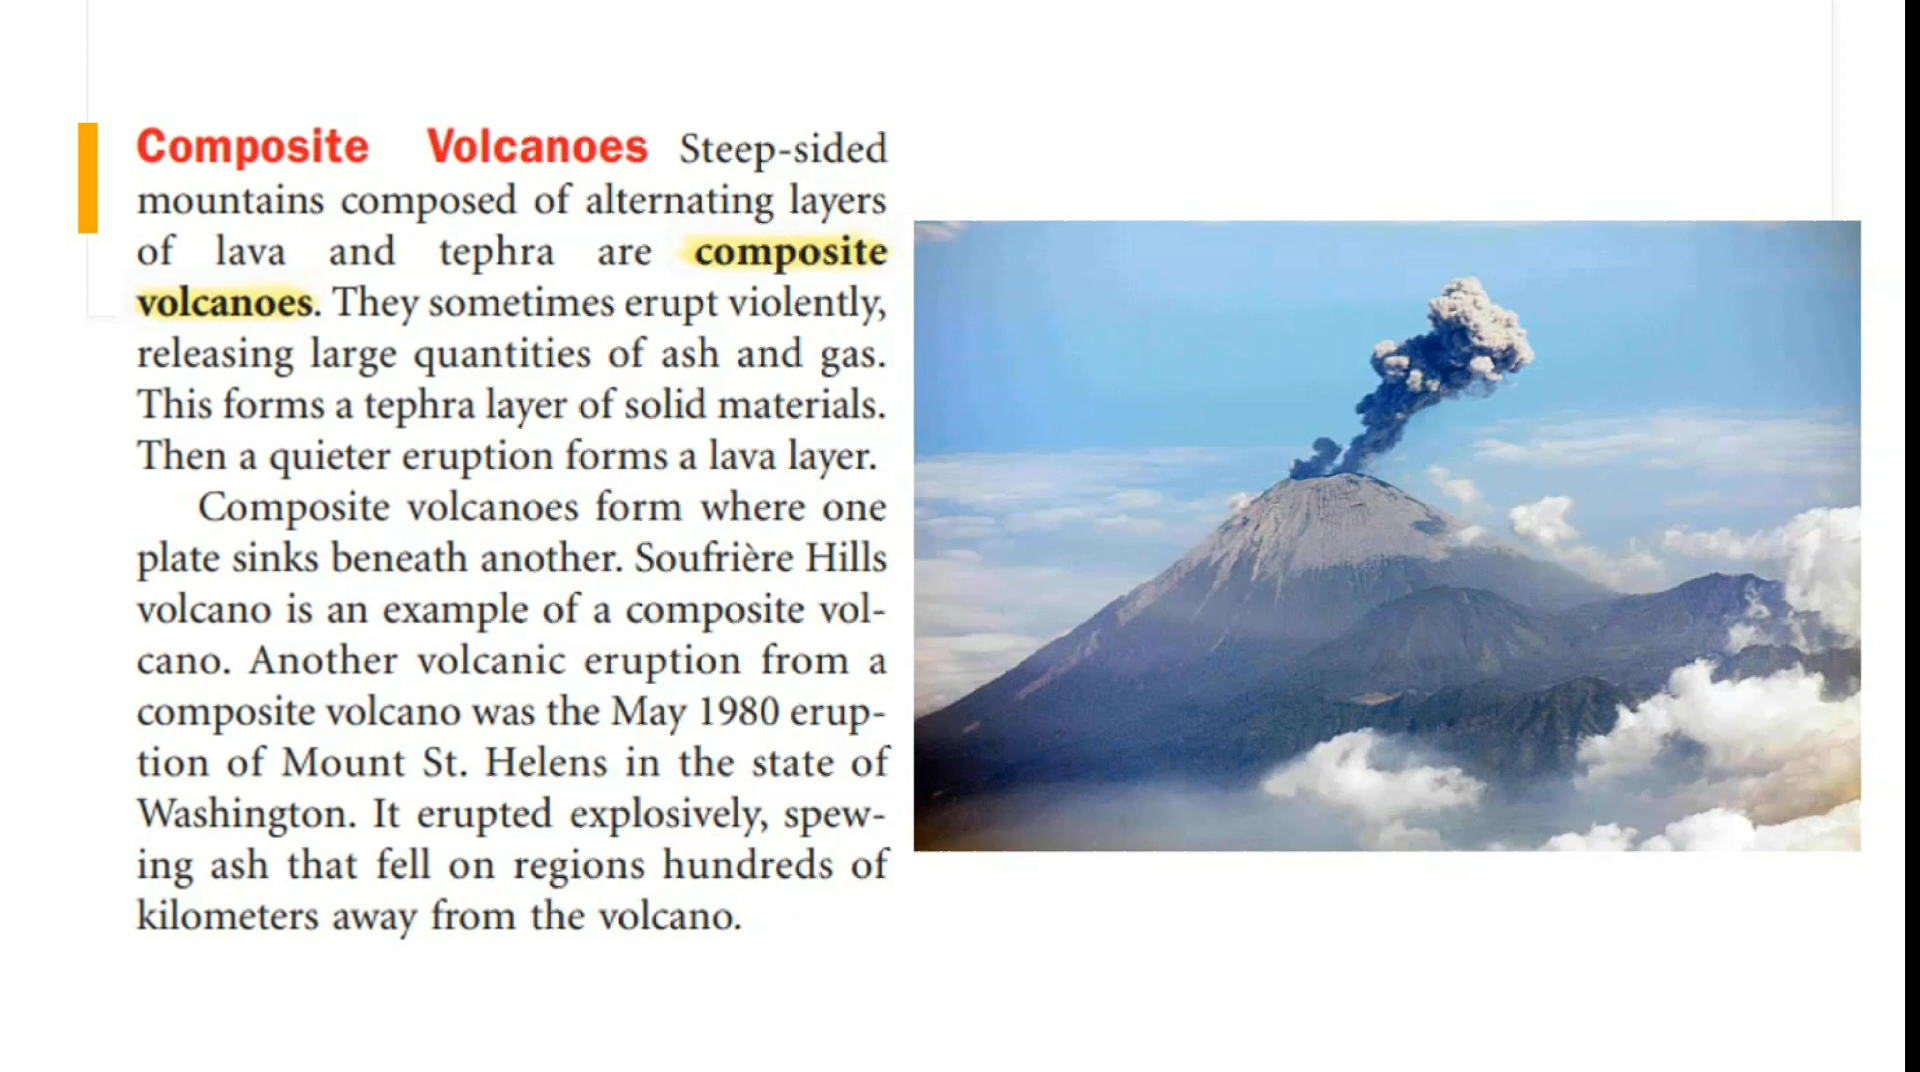 Composite Volcanoes Steep-sided
mountains composed of alternating layers
of lava and tephra are composite
volcanoes. They sometimes erupt violently,
releasing large quantities of ash and gas.
This forms a tephra layer of solid materials.
Then a quieter eruption forms a lava layer.
Composite volcanoes form where one
plate sinks beneath another. Soufrière Hills
volcano is an example of a composite vol-
cano. Another volcanic eruption from a
composite volcano was the May 1980 erup-
tion of Mount St. Helens in the state of
Washington. It erupted explosively, spew-
ing ash that fell on regions hundreds of
kilometers away from the volcano.